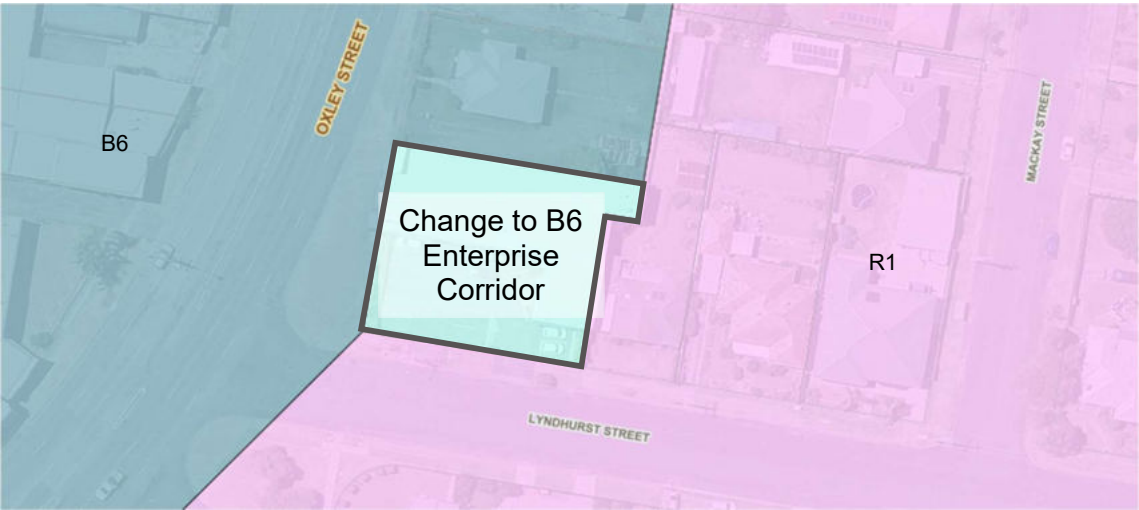 OXLEY STREET
B6
MACKAY STREET
Change to B6
Enterprise
Corridor
R1
LYNDHURST STREET